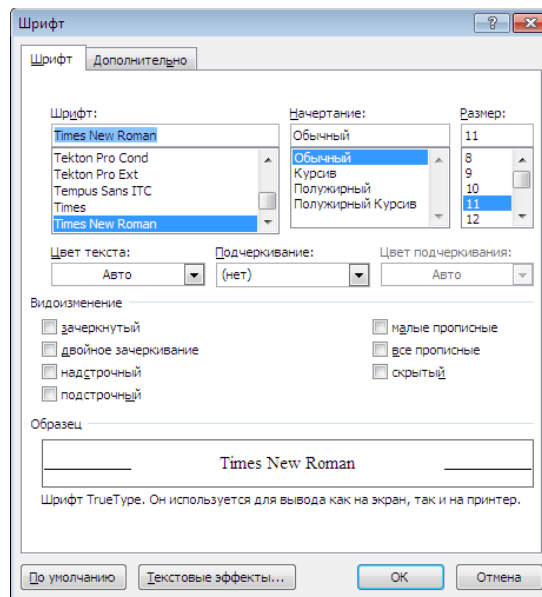 Шрифт
Шрифт
Дополнительно
Шрифт:
Начертание:
Размер:
Times New Roman
Обычный
11
Tekton Pro Cond
Tekton Pro Ext
Tempus Sans ITC
Times
Times New Roman
Обычный
Курсив
Полужирный
Полужирный Курсив
8
9
10
11
12
Цвет текста:
Подчеркивание:
Цвет подчеркивания:
Авто
(нет)
Авто
Видоизменение
зачеркнутый
двойное зачеркивание
надстрочный
подстрочный
малые прописные
все прописные
скрытый
Образец
Times New Roman
Шрифт TrueType. Он используется для вывода как на экран, так и на принтер.
По умолчанию
Текстовые эффекты...
ОК
Отмена